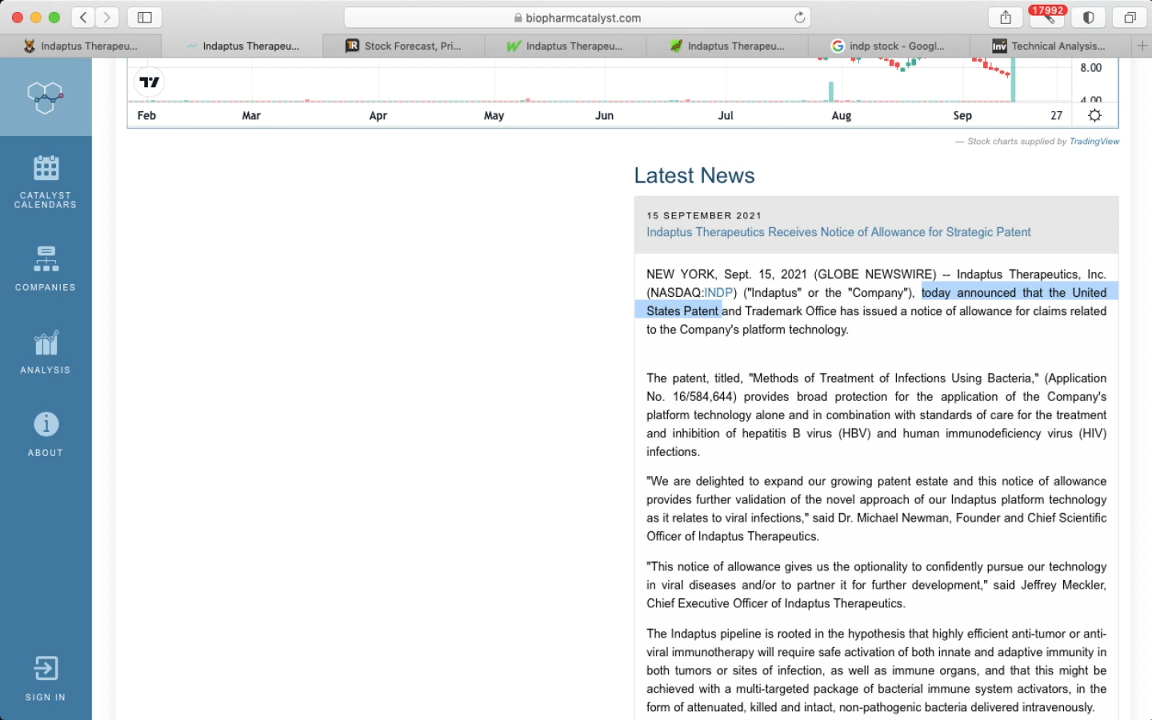 biopharmcatalyst.com
17992
Indaptus Therapeu...
Indaptus Therapeu...
Stock Forecast, Pri...
Indaptus Therapeu...
Indaptus Therapeu...
indp stock - Googl...
Technical Analysis...
8.00
4.00
Feb Mar Apr May Jun Jul Aug Sep 27
— Stock charts supplied by TradingView
CATALYST
CALENDARS
COMPANIES
ANALYSIS
ABOUT
SIGN IN
Latest News
15 SEPTEMBER 2021
Indaptus Therapeutics Receives Notice of Allowance for Strategic Patent
NEW YORK, Sept. 15, 2021 (GLOBE NEWSWIRE) -- Indaptus Therapeutics, Inc.
(NASDAQ:INDP) ("Indaptus" or the "Company"), today announced that the United
States Patent and Trademark Office has issued a notice of allowance for claims related
to the Company's platform technology.
The patent, titled, "Methods of Treatment of Infections Using Bacteria," (Application
No. 16/584,644) provides broad protection for the application of the Company's
platform technology alone and in combination with standards of care for the treatment
and inhibition of hepatitis B virus (HBV) and human immunodeficiency virus (HIV)
infections.
"We are delighted to expand our growing patent estate and this notice of allowance
provides further validation of the novel approach of our Indaptus platform technology
as it relates to viral infections," said Dr. Michael Newman, Founder and Chief Scientific
Officer of Indaptus Therapeutics.
"This notice of allowance gives us the optionality to confidently pursue our technology
in viral diseases and/or to partner it for further development," said Jeffrey Meckler,
Chief Executive Officer of Indaptus Therapeutics.
The Indaptus pipeline is rooted in the hypothesis that highly efficient anti-tumor or anti-
viral immunotherapy will require safe activation of both innate and adaptive immunity in
both tumors or sites of infection, as well as immune organs, and that this might be
achieved with a multi-targeted package of bacterial immune system activators, in the
form of attenuated, killed and intact, non-pathogenic bacteria delivered intravenously.